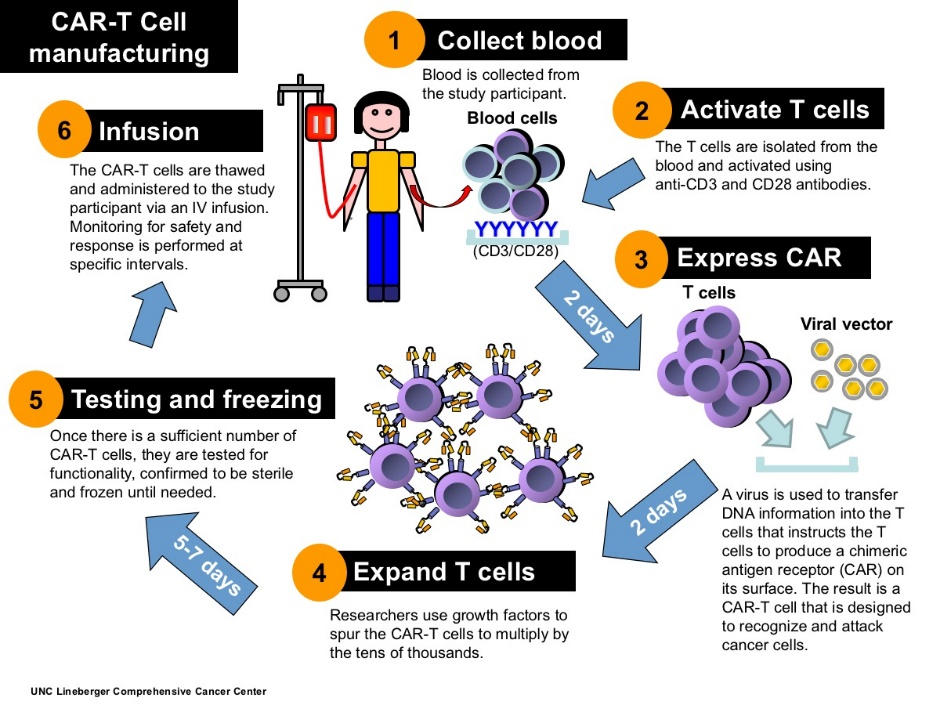 CAR-T Cell
manufacturing
1
Collect blood
Blood is collected from
the study participant.
Blood cells
YYYYYY
(CD3/CD28)
2
Activate T cells
The T cells are isolated from the
blood and activated using
anti-CD3 and CD28 antibodies.
2 days
3
Express CAR
T cells
Viral vector
A virus is used to transfer
DNA information into the T
cells that instructs the T
cells to produce a chimeric
antigen receptor (CAR) on
its surface. The result is a
CAR-T cell that is designed
to recognize and attack
cancer cells.
2 days
4
Expand T cells
Researchers use growth factors to
spur the CAR-T cells to multiply by
the tens of thousands.
5-7 days
5
Testing and freezing
Once there is a sufficient number of
CAR-T cells, they are tested for
functionality, confirmed to be sterile
and frozen until needed.
6
Infusion
The CAR-T cells are thawed
and administered to the study
participant via an IV infusion.
Monitoring for safety and
response is performed at
specific intervals.
UNC Lineberger Comprehensive Cancer Center